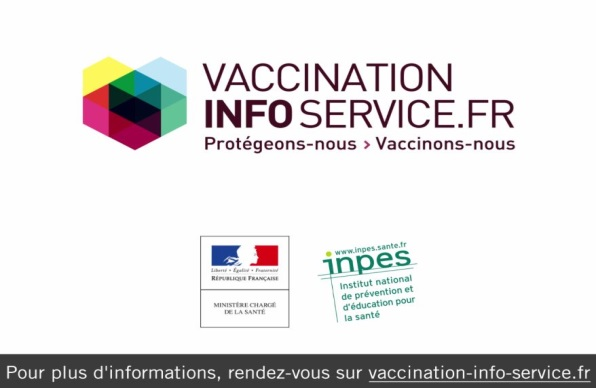 VACCINATION
INFO SERVICE.FR
Protégeons-nous > Vaccinons-nous
Liberté • Égalité • Fraternité
RÉPUBLIQUE FRANÇAISE
MINISTÈRE CHARGÉ
DE LA SANTÉ
www.inpes.sante.fr
inpes
Institut national
de prévention et
d'éducation pour
la santé
Pour plus d'informations, rendez-vous sur vaccination-info-service.fr